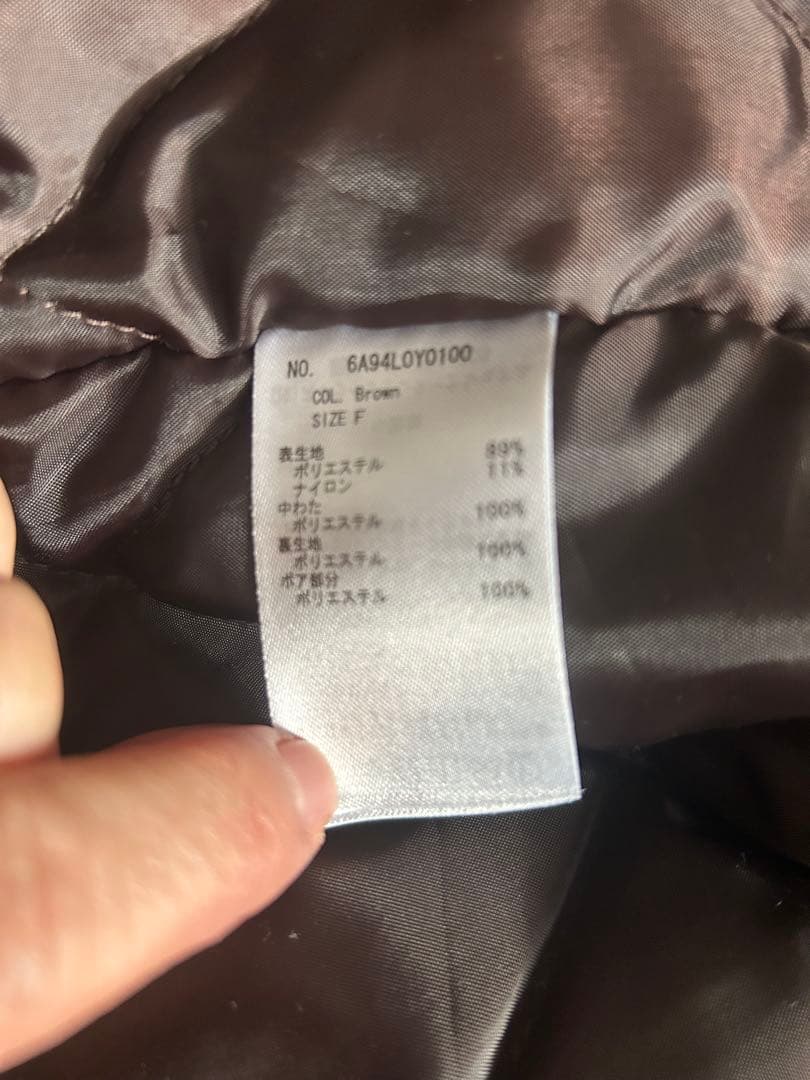 NO. 6A94L0Y0100
COL. Brown
SIZE F
表生地
ポリエステル 89%
ナイロン 11%
中わた
ポリエステル 100%
裏生地
ポリエステル 100%
ボア部分
ポリエステル 100%